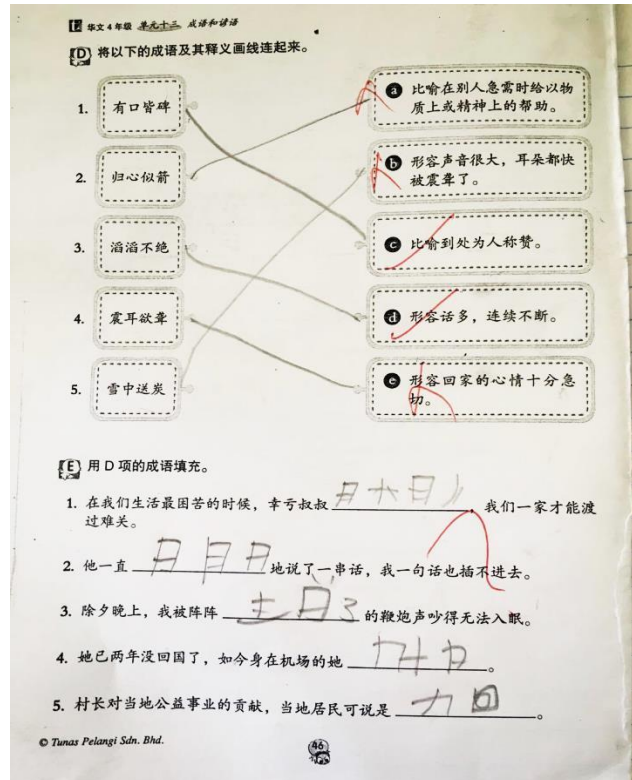 华文4年级 单元十三 成语和谚语
D 将以下的成语及其释义画线连起来。
1. 有口皆碑
a 比喻在别人急需时给以物
质上或精神上的帮助。
2. 归心似箭
b 形容声音很大，耳朵都快
被震聋了。
3. 滔滔不绝
c 比喻到处为人称赞。
4. 震耳欲聋
d 形容话多，连续不断。
5. 雪中送炭
e 形容回家的心情十分急
切。
E 用D项的成语填充。
1. 在我们生活最困苦的时候，幸亏叔叔，我们一家才能渡
过难关。
2. 他一直地说了一串话，我一句话也插不进去。
3. 除夕晚上，我被阵阵的鞭炮声吵得无法入眠。
4. 她已两年没回国了，如今身在机场的她。
5. 村长对当地公益事业的贡献，当地居民可说是。
© Tunas Pelangi Sdn. Bhd.
46